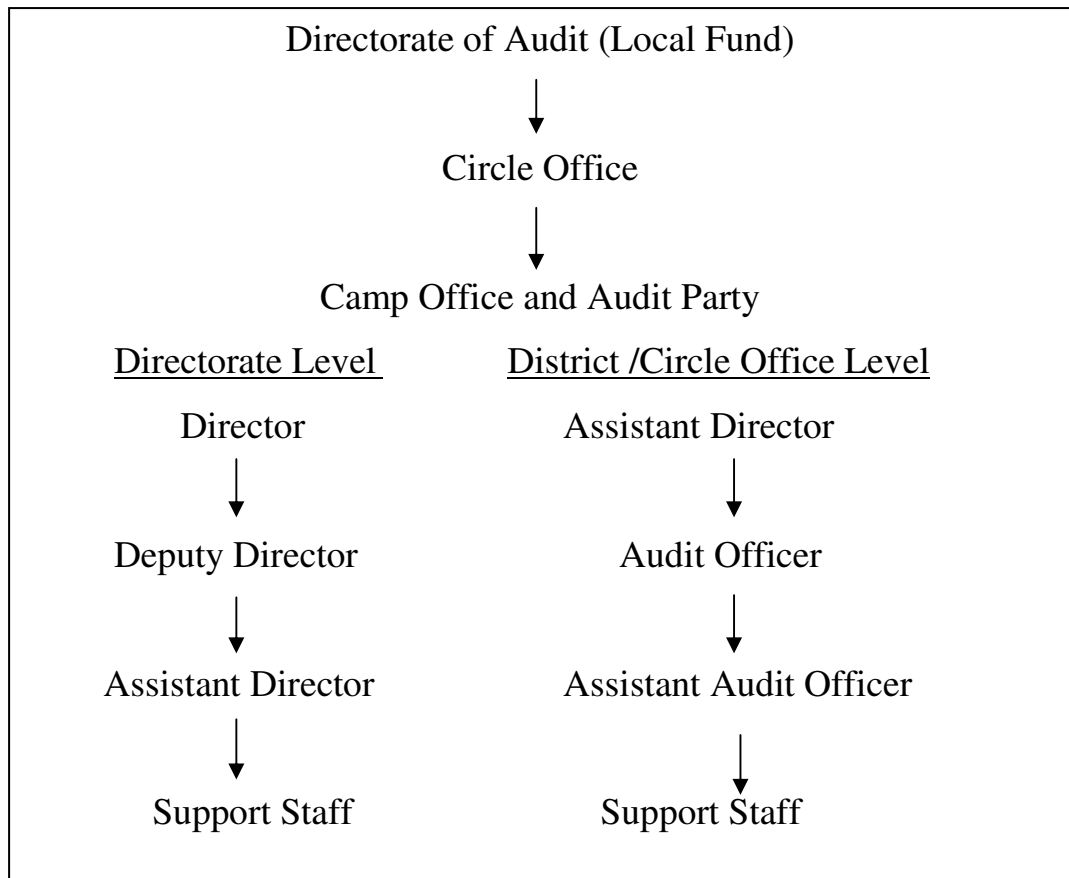 Directorate of Audit (Local Fund)
Circle Office
Camp Office and Audit Party
Directorate Level District /Circle Office Level
Director Assistant Director
Deputy Director Audit Officer
Assistant Director Assistant Audit Officer
Support Staff Support Staff